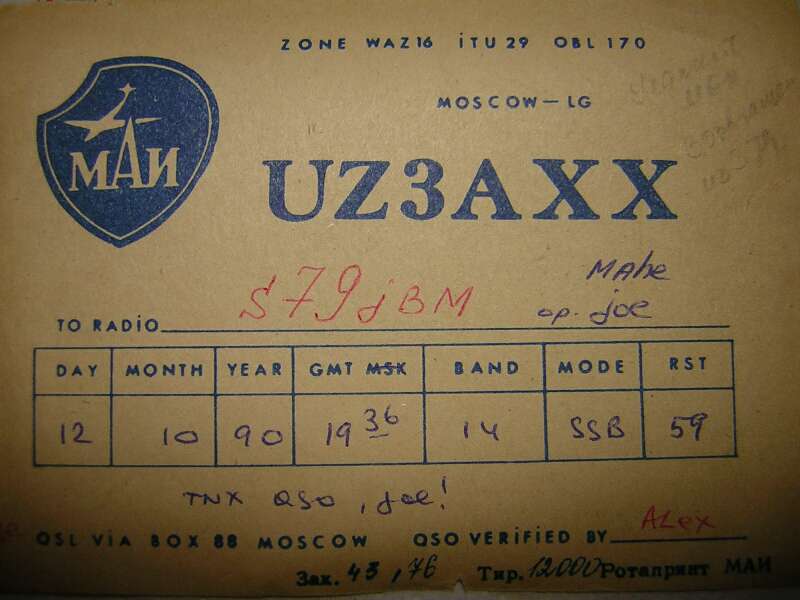 ZONE WAZ16 iTU 29 OBL 170
MOSCOW—LG
МАИ
UZ3AXX
MAhe
TO RADiO S79jBM op. joe
DAY MONTH YEAR GMT MSK BAND MODE RST
12 10 90 19 36 14 SSB 59
TNX QSO, joe!
QSL ViA BOX 88 MOSCOW QSO VERiFiED BY ALex
Зак. 43, 76 Тир. 12000 Ротапринт МАИ